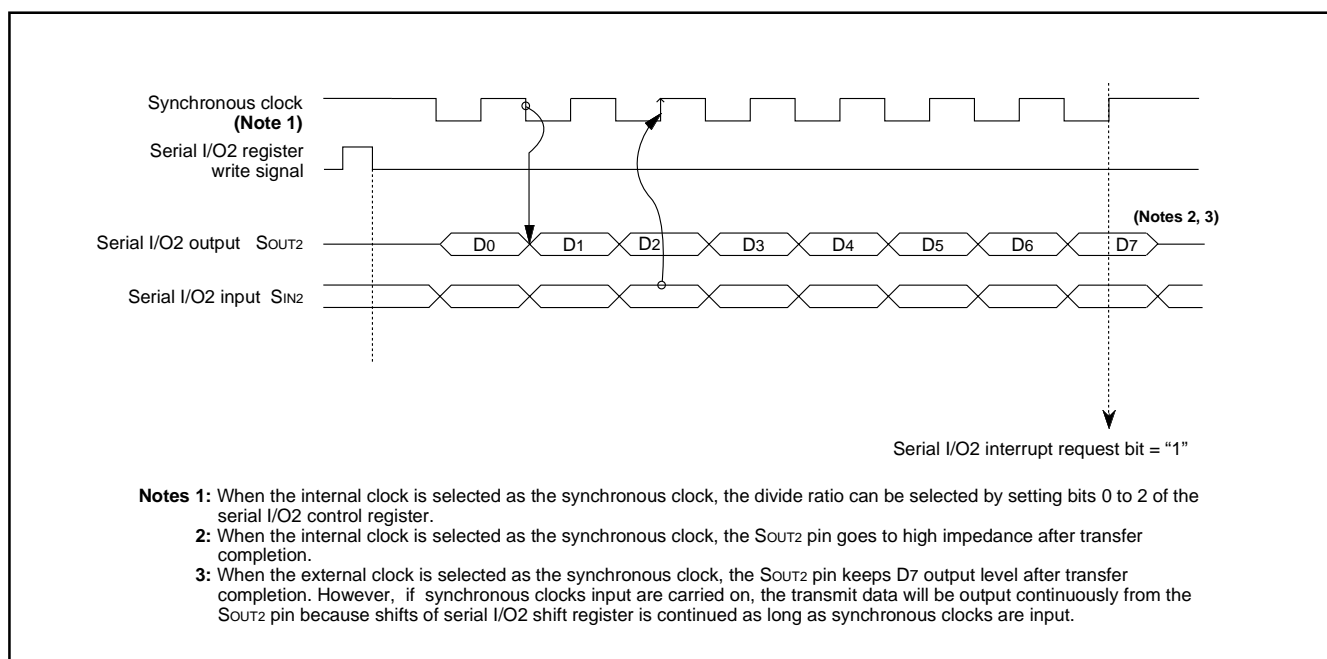 Synchronous clock
(Note 1)
Serial I/O2 register
write signal
(Notes 2, 3)
Serial I/O2 output SOUT2
D0 D1 D2 D3 D4 D5 D6 D7
Serial I/O2 input SIN2
Serial I/O2 interrupt request bit = “1”
Notes 1: When the internal clock is selected as the synchronous clock, the divide ratio can be selected by setting bits 0 to 2 of the
serial I/O2 control register.
2: When the internal clock is selected as the synchronous clock, the SOUT2 pin goes to high impedance after transfer
completion.
3: When the external clock is selected as the synchronous clock, the SOUT2 pin keeps D7 output level after transfer
completion. However, if synchronous clocks input are carried on, the transmit data will be output continuously from the
SOUT2 pin because shifts of serial I/O2 shift register is continued as long as synchronous clocks are input.